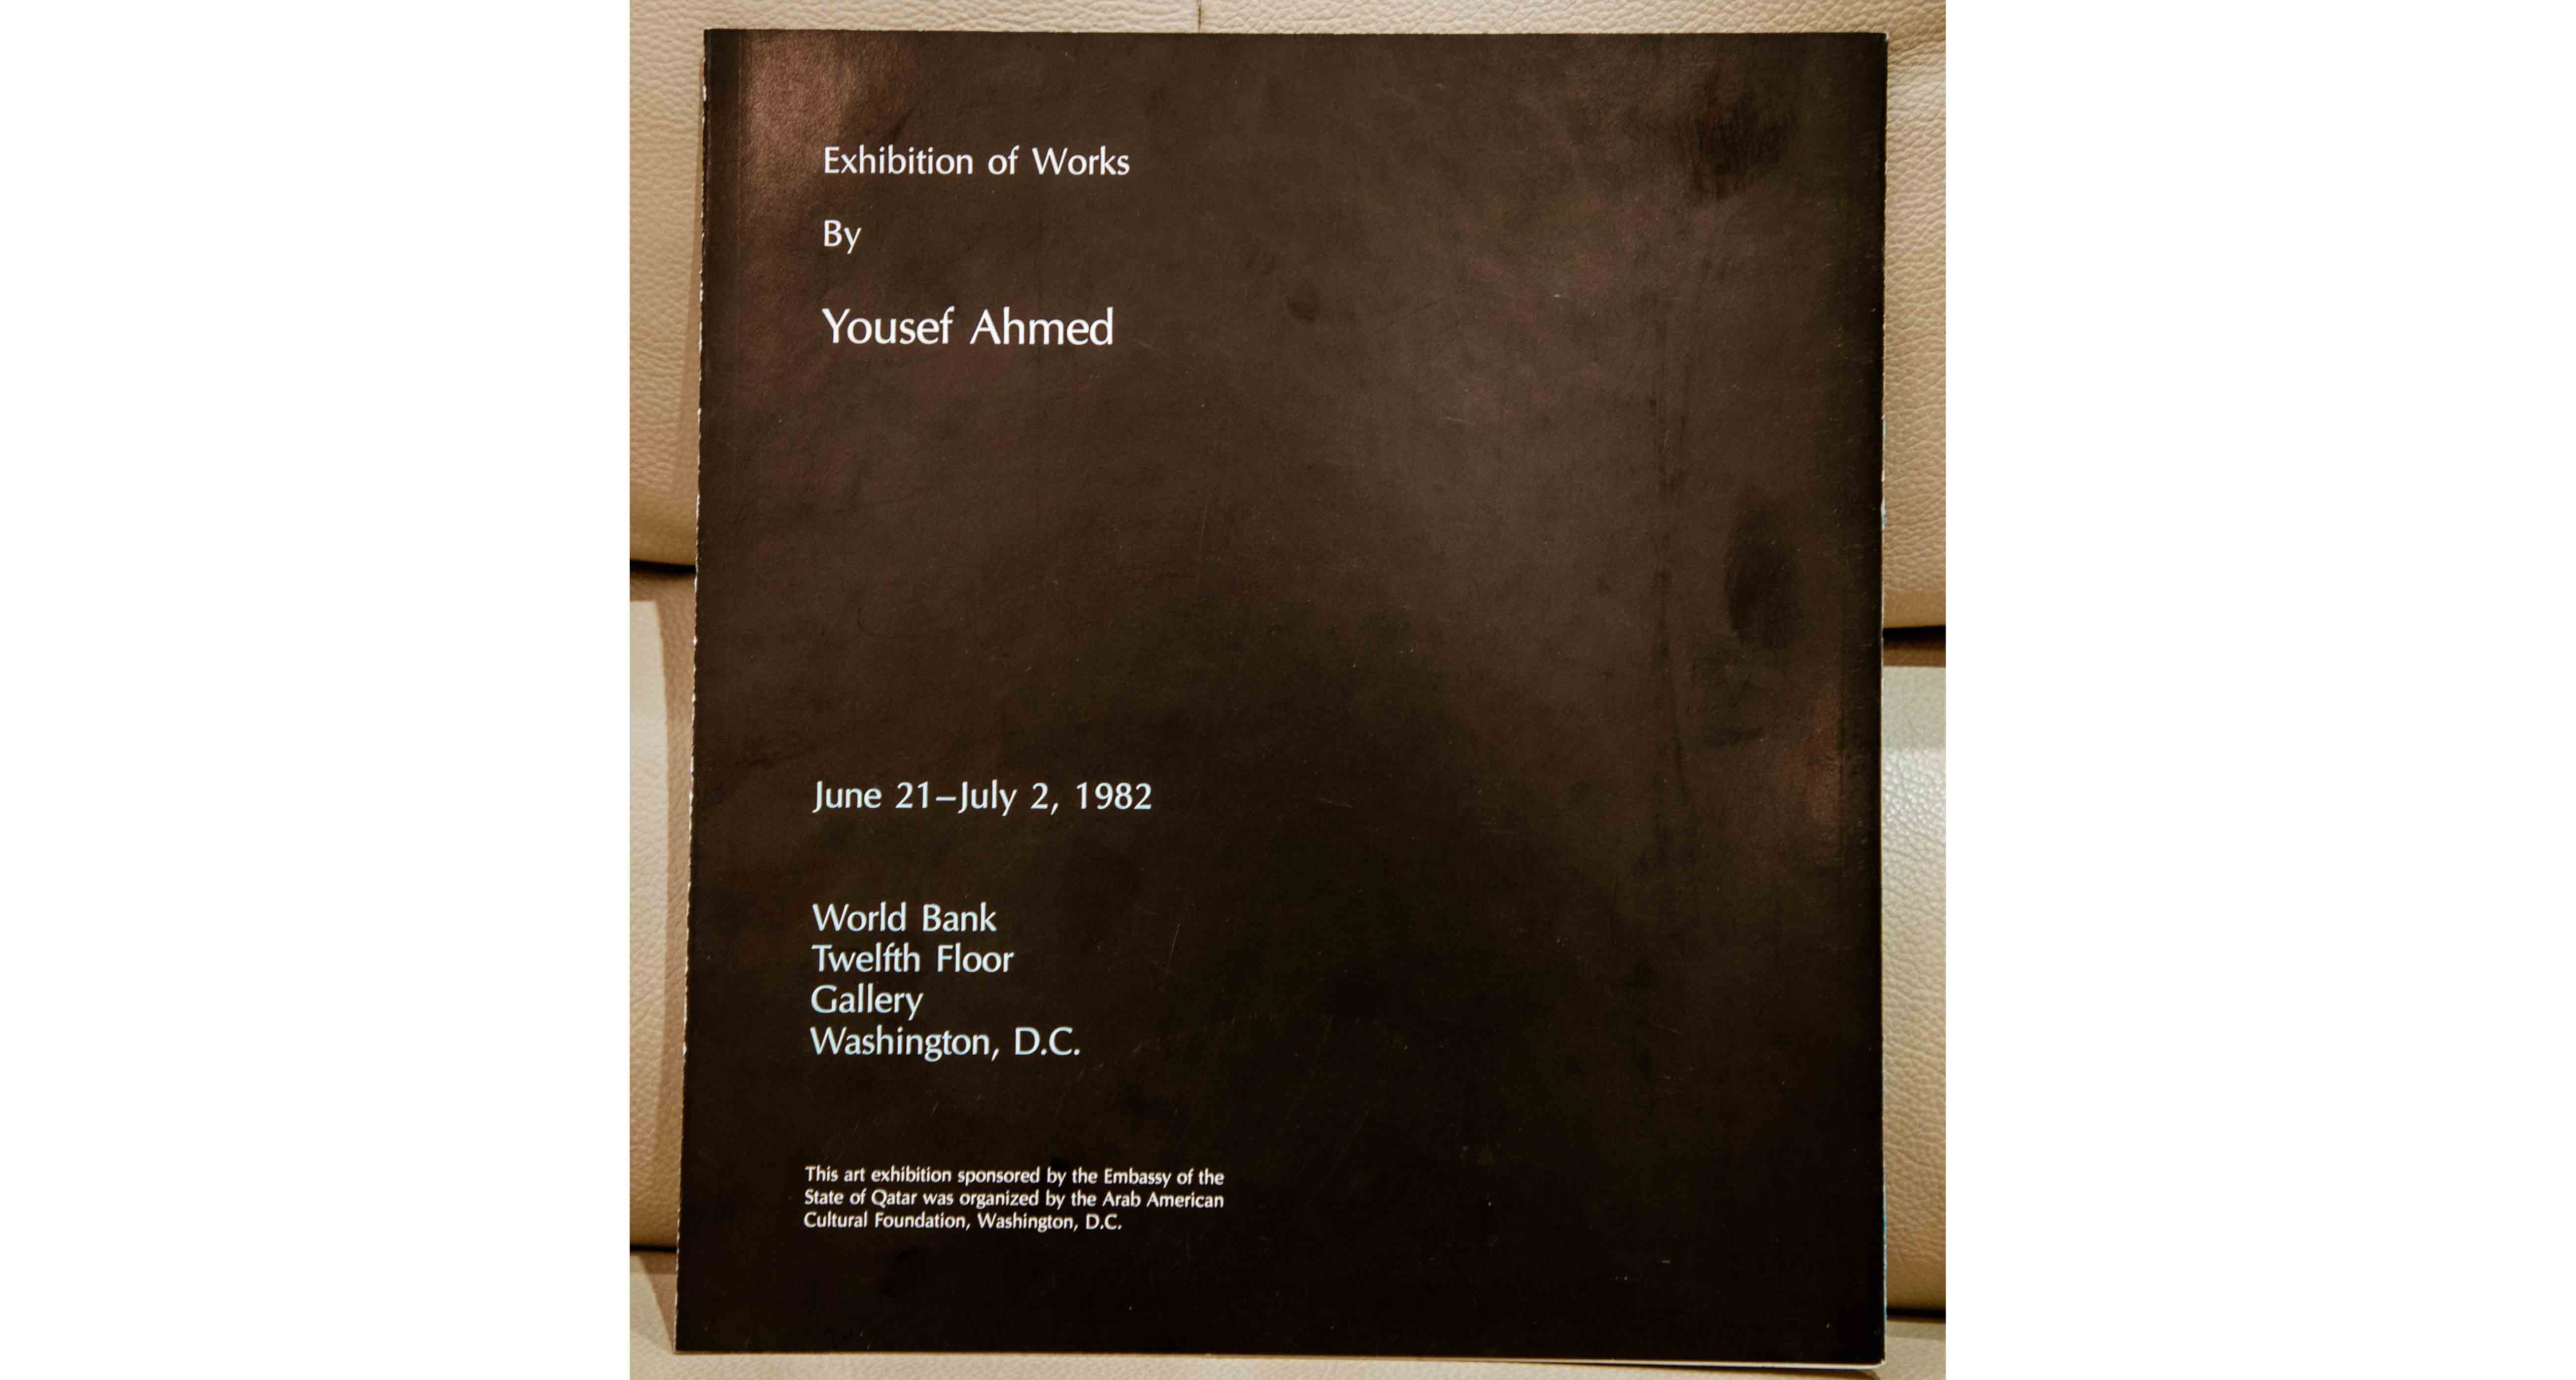 Exhibition of Works
By
Yousef Ahmed
June 21–July 2, 1982
World Bank
Twelfth Floor
Gallery
Washington, D.C.
This art exhibition sponsored by the Embassy of the
State of Qatar was organized by the Arab American
Cultural Foundation, Washington, D.C.